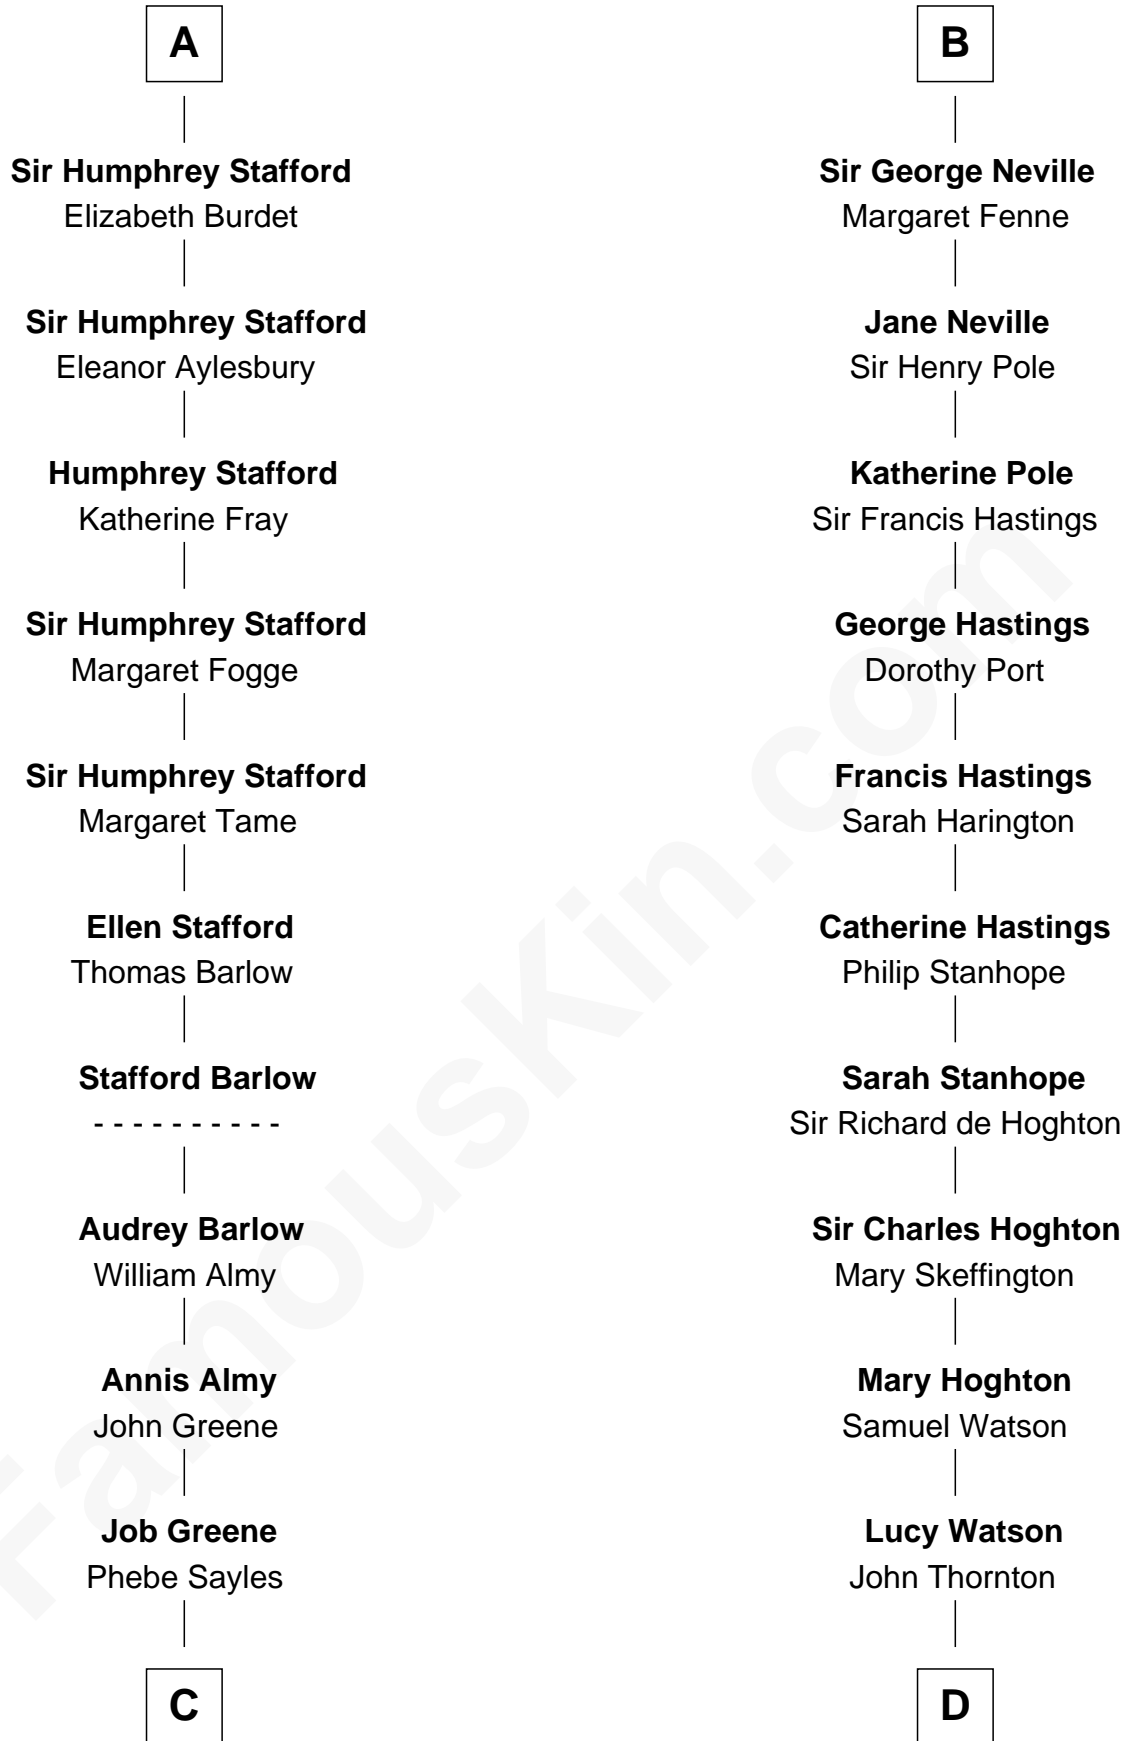 A
Sir Humphrey Stafford
Elizabeth Burdet
Sir Humphrey Stafford
Eleanor Aylesbury
Humphrey Stafford
Katherine Fray
Sir Humphrey Stafford
Margaret Fogge
Sir Humphrey Stafford
Margaret Tame
Ellen Stafford
Thomas Barlow
Stafford Barlow
- - - - - - - - - -
Audrey Barlow
William Almy
Annis Almy
John Greene
Job Greene
Phebe Sayles
C
B
Sir George Neville
Margaret Fenne
Jane Neville
Sir Henry Pole
Katherine Pole
Sir Francis Hastings
George Hastings
Dorothy Port
Francis Hastings
Sarah Harington
Catherine Hastings
Philip Stanhope
Sarah Stanhope
Sir Richard de Hoghton
Sir Charles Hoghton
Mary Skeffington
Mary Hoghton
Samuel Watson
Lucy Watson
John Thornton
D
FamousKin.com